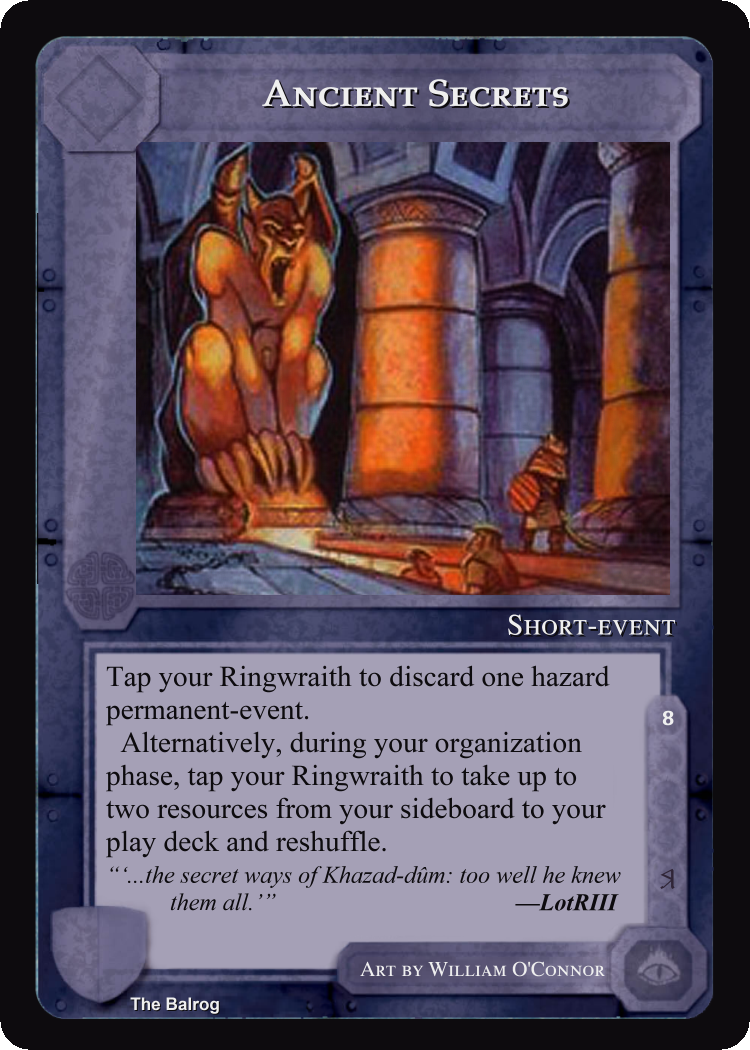 Ancient Secrets
Short-event
Tap your Ringwraith to discard one hazard
permanent-event.
Alternatively, during your organization
phase, tap your Ringwraith to take up to
two resources from your sideboard to your
play deck and reshuffle.
“‘...the secret ways of Khazad-dûm: too well he knew
them all.’” —LotRIII
8
Art by William O'Connor
The Balrog